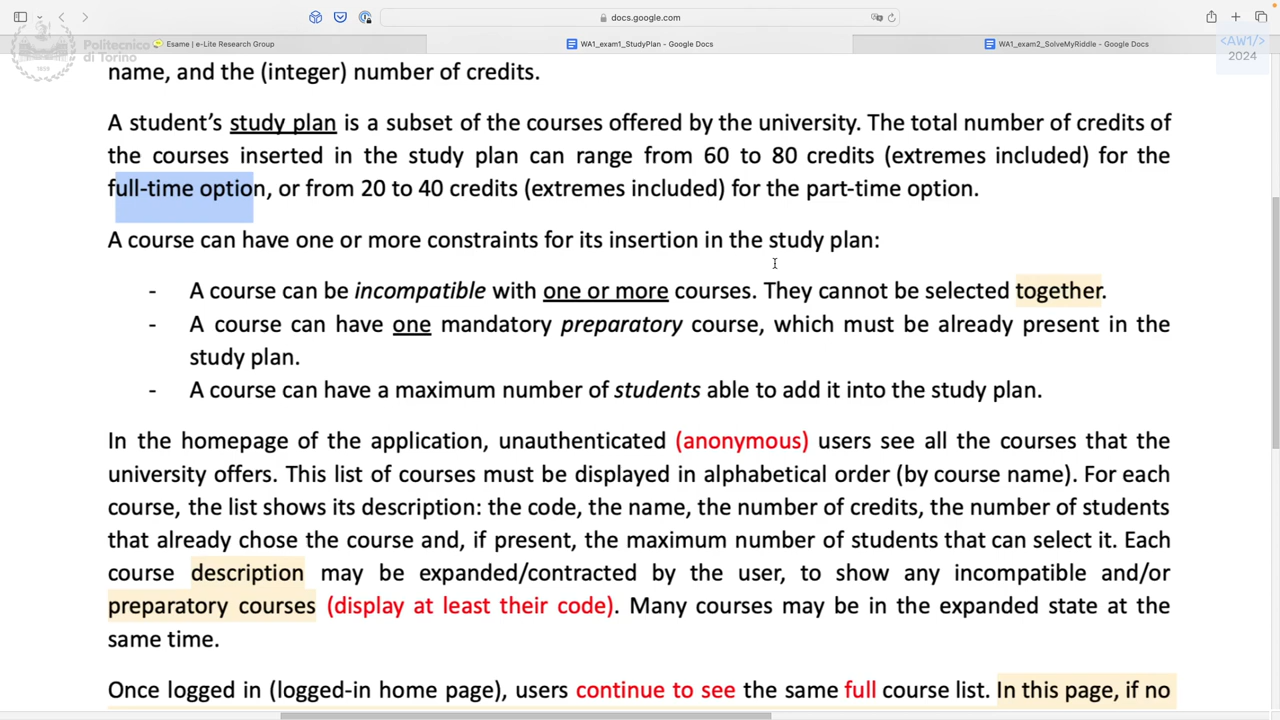 docs.google.com
Esame | e-Lite Research Group
WA1_exam1_StudyPlan - Google Docs
WA1_exam2_SolveMyRiddle - Google Docs
Politecnico
di Torino
1859
<AW1/>
2024
name, and the (integer) number of credits.
A student’s study plan is a subset of the courses offered by the university. The total number of credits of
the courses inserted in the study plan can range from 60 to 80 credits (extremes included) for the
full-time option, or from 20 to 40 credits (extremes included) for the part-time option.
A course can have one or more constraints for its insertion in the study plan:
- A course can be incompatible with one or more courses. They cannot be selected together.
- A course can have one mandatory preparatory course, which must be already present in the
study plan.
- A course can have a maximum number of students able to add it into the study plan.
In the homepage of the application, unauthenticated (anonymous) users see all the courses that the
university offers. This list of courses must be displayed in alphabetical order (by course name). For each
course, the list shows its description: the code, the name, the number of credits, the number of students
that already chose the course and, if present, the maximum number of students that can select it. Each
course description may be expanded/contracted by the user, to show any incompatible and/or
preparatory courses (display at least their code). Many courses may be in the expanded state at the
same time.
Once logged in (logged-in home page), users continue to see the same full course list. In this page, if no